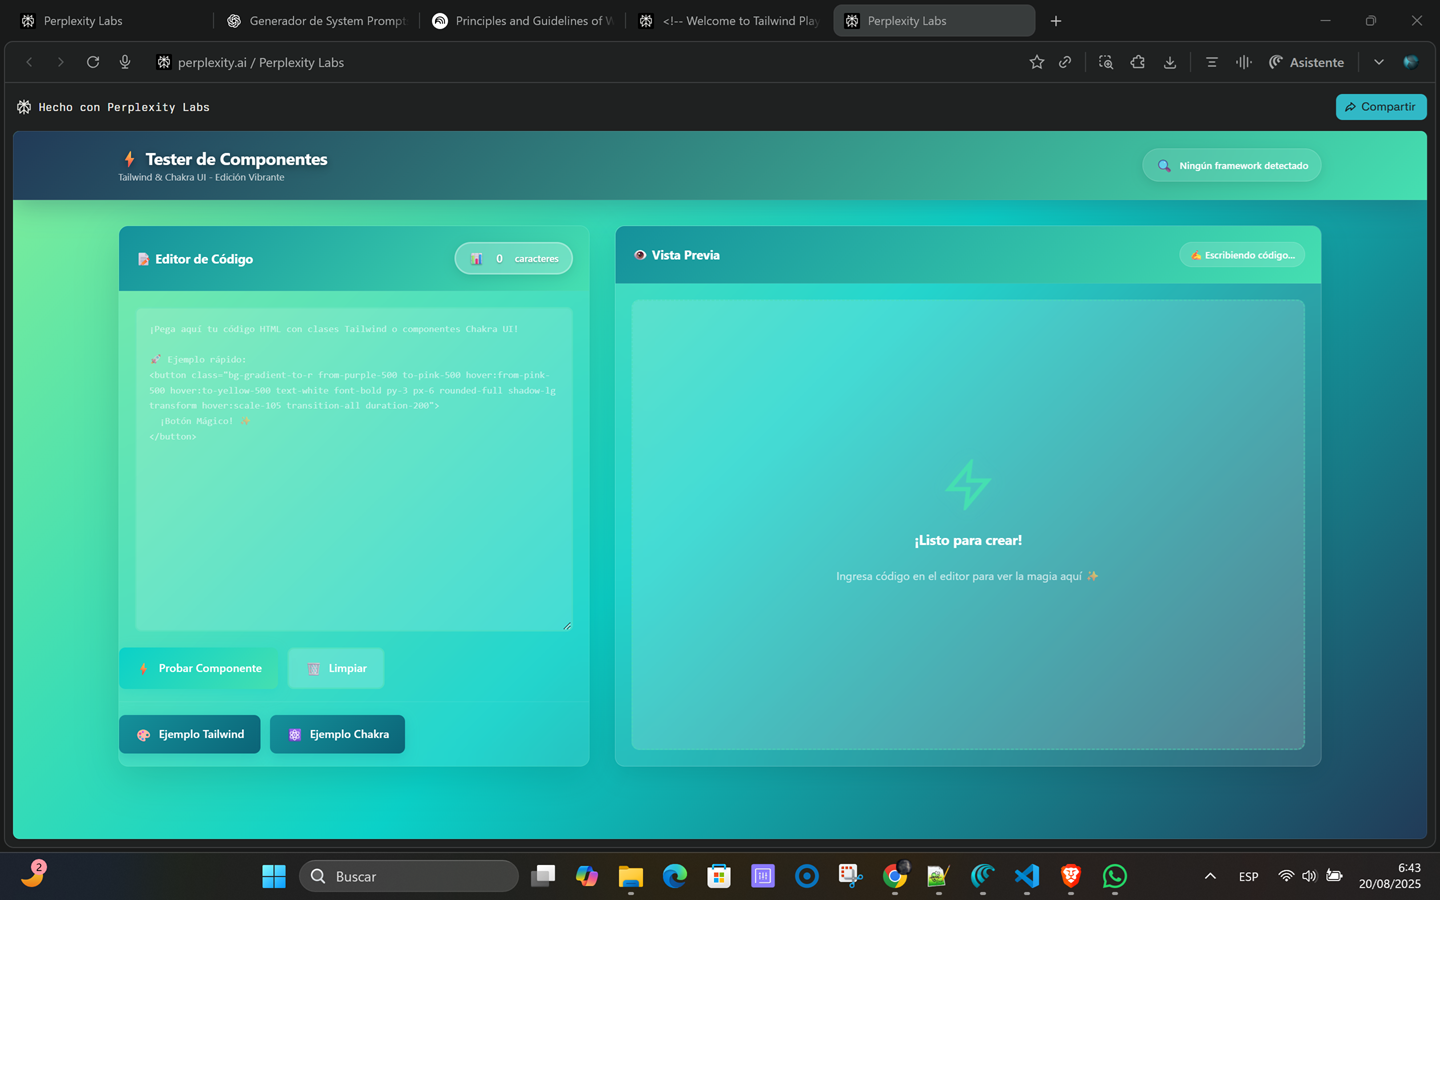 Perplexity Labs
Generador de System Prompt
Principles and Guidelines of W
<!-- Welcome to Tailwind Play
Perplexity Labs
perplexity.ai / Perplexity Labs
Asistente
Hecho con Perplexity Labs
Compartir
Tester de Componentes
Tailwind & Chakra UI - Edición Vibrante
Ningún framework detectado
Editor de Código
0 caracteres
Vista Previa
Escribiendo código...
¡Pega aquí tu código HTML con clases Tailwind o componentes Chakra UI!
Ejemplo rápido:
<button class="bg-gradient-to-r from-purple-500 to-pink-500 hover:from-pink-
500 hover:to-yellow-500 text-white font-bold py-3 px-6 rounded-full shadow-lg
transform hover:scale-105 transition-all duration-200">
¡Botón Mágico! ✨
</button>
¡Listo para crear!
Ingresa código en el editor para ver la magia aquí ✨
Probar Componente
Limpiar
Ejemplo Tailwind
Ejemplo Chakra
2
Buscar
ESP
6:43
20/08/2025